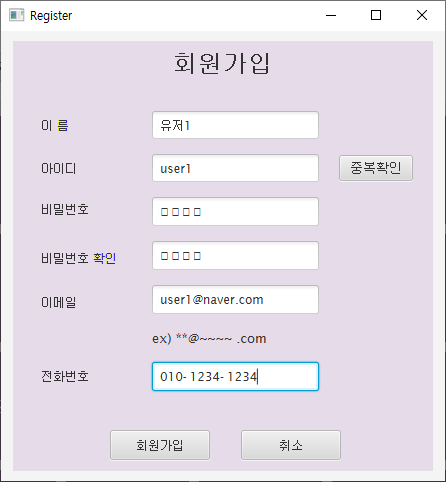 Register
회원가입
이 름 유저1
아이디 user1 중복확인
비밀번호 □ □ □ □
비밀번호 확인 □ □ □ □
이메일 user1@naver.com
ex) **@~~~~ .com
전화번호 010- 1234- 1234
회원가입 취소